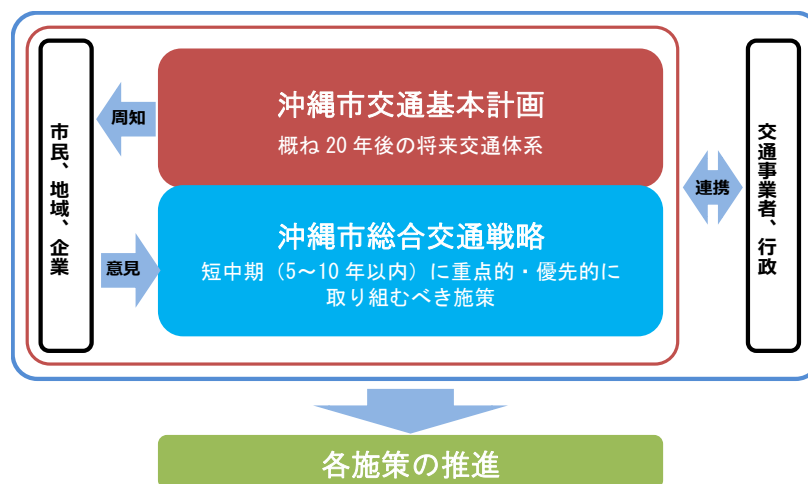 市民、地域、企業
周知
意見
沖縄市交通基本計画
概ね 20 年後の将来交通体系
沖縄市総合交通戦略
短中期（5～10 年以内）に重点的・優先的に
取り組むべき施策
連携
交通事業者、行政
各施策の推進